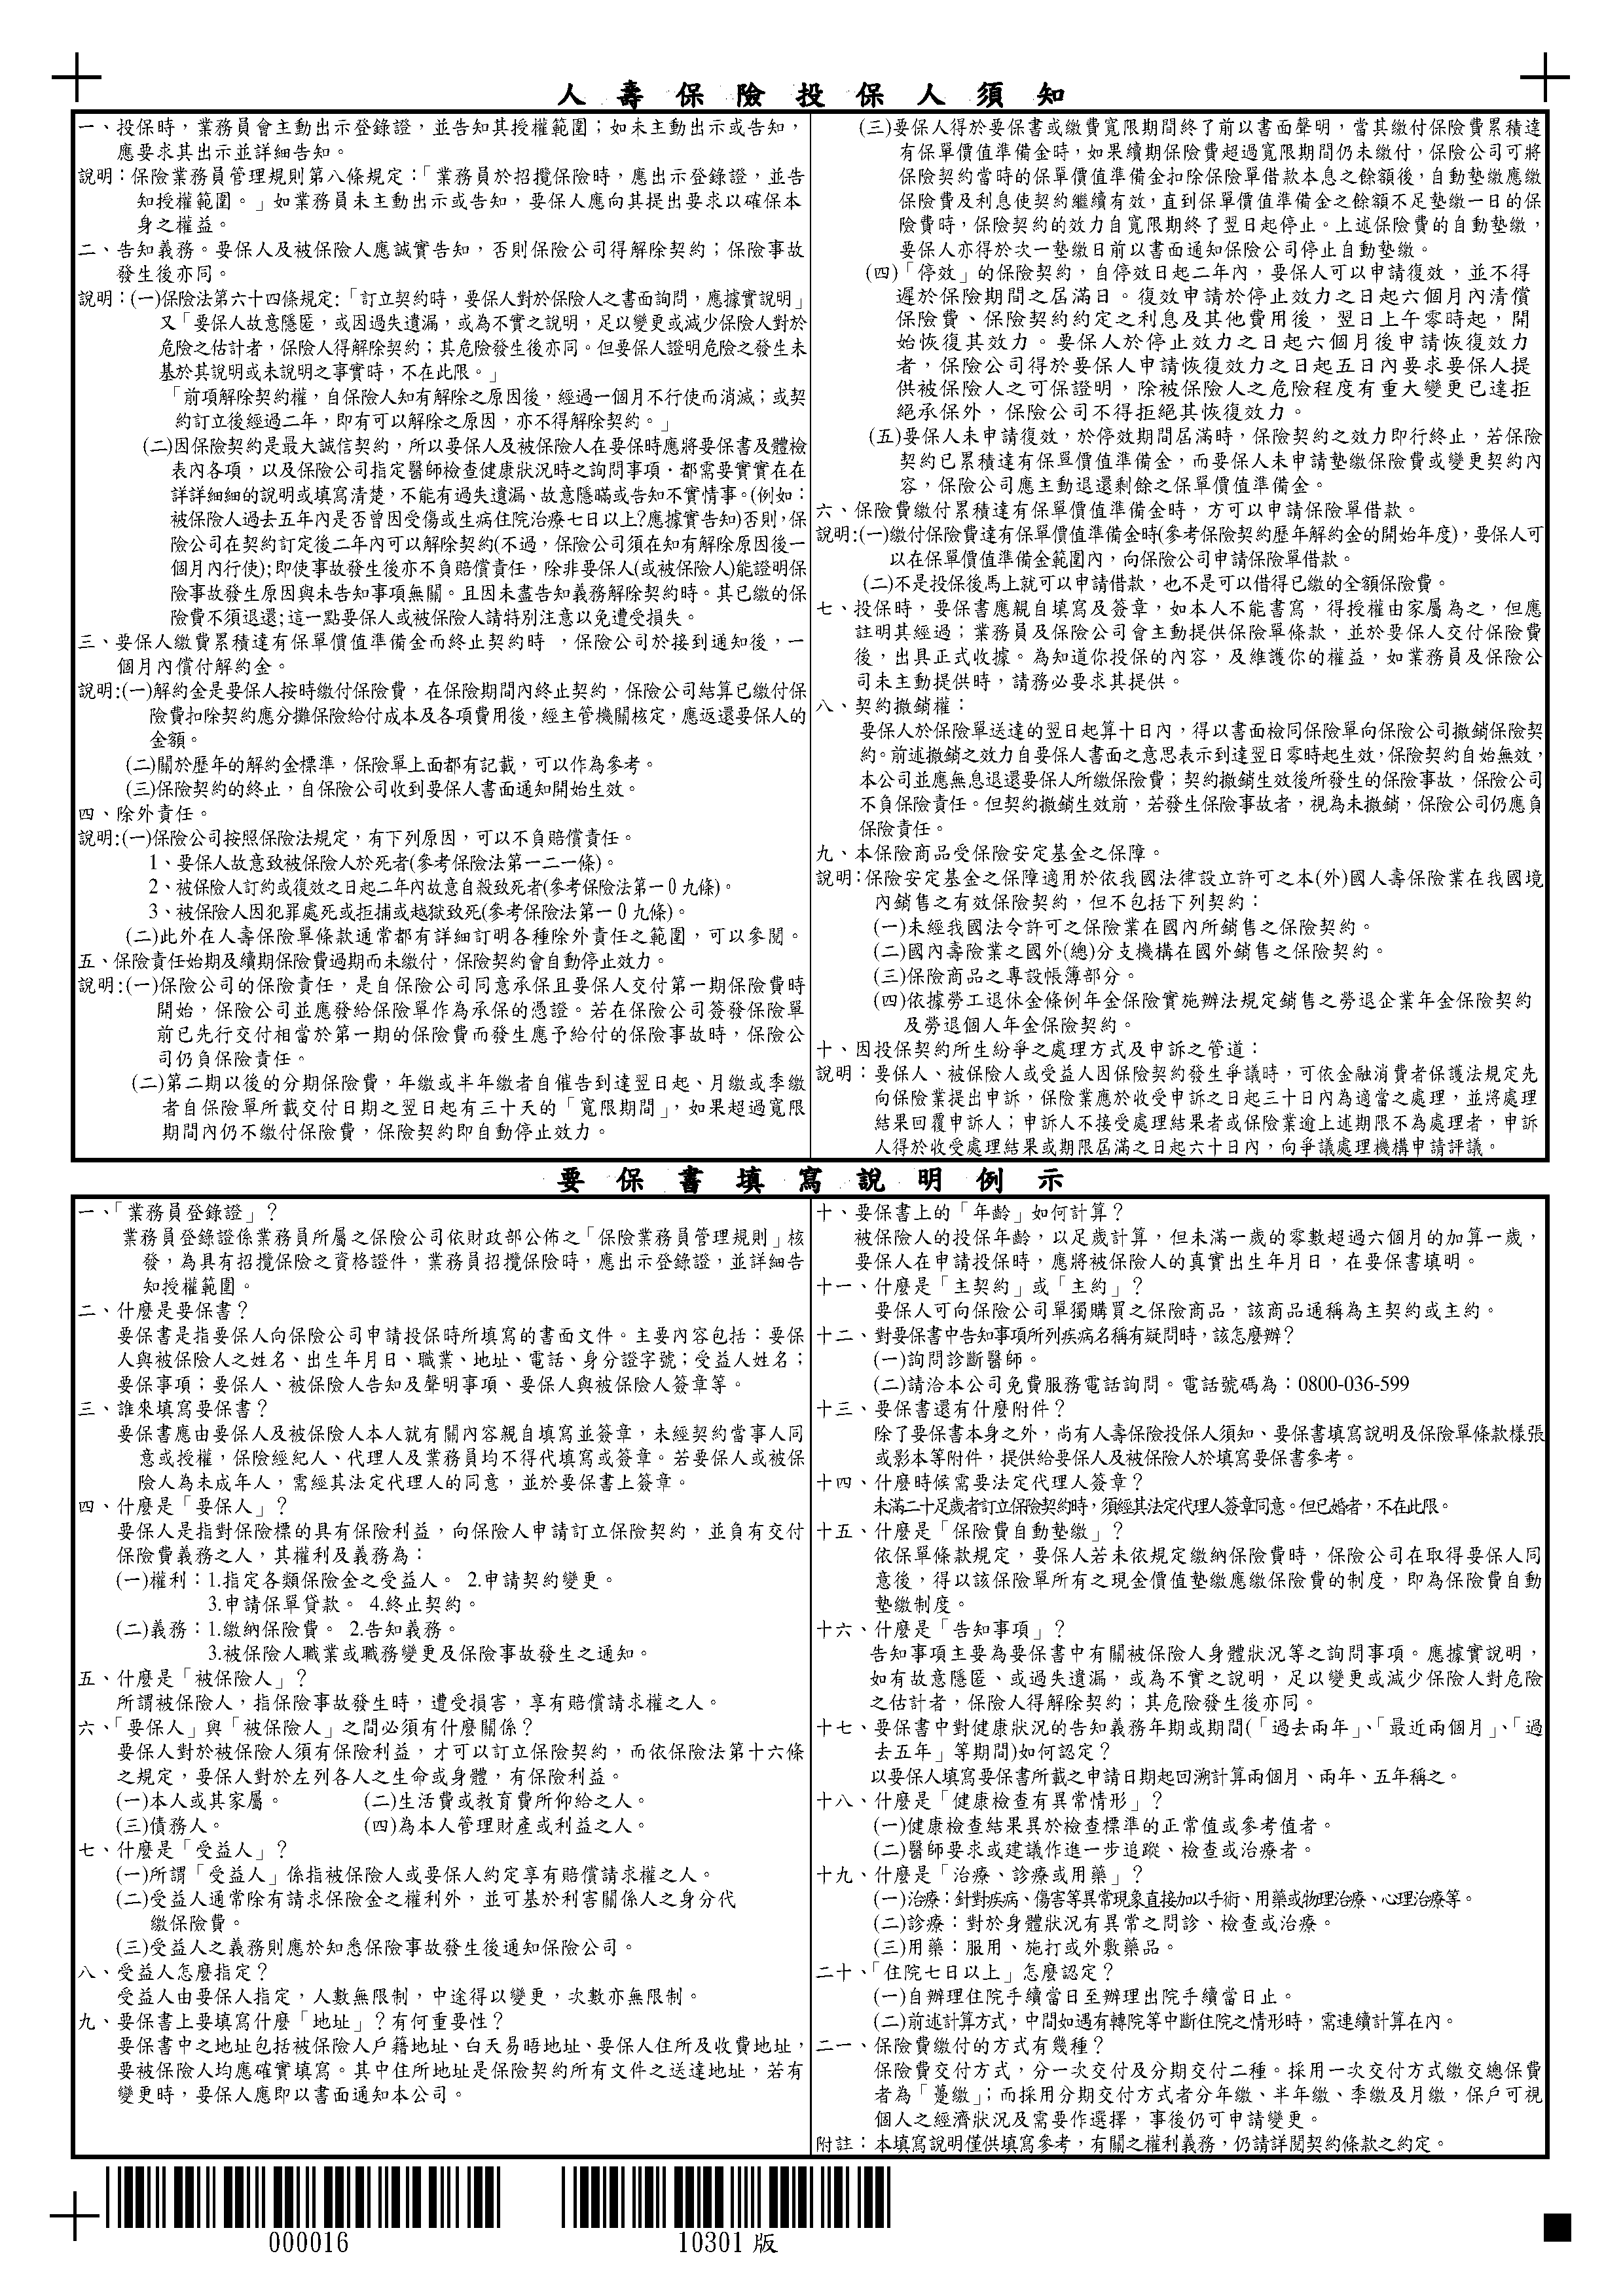 人壽保險投保人須知
一、投保時，業務員會主動出示登錄證，並告知其授權範圍；如未主動出示或告知，
應要求其出示並詳細告知。
說明：保險業務員管理規則第八條規定：「業務員於招攬保險時，應出示登錄證，並告
知授權範圍。」如業務員未主動出示或告知，要保人應向其提出要求以確保本
身之權益。
二、告知義務。要保人及被保險人應誠實告知，否則保險公司得解除契約；保險事故
發生後亦同。
說明：(一)保險法第六十四條規定：「訂立契約時，要保人對於保險人之書面詢問，應據實說明」
又「要保人故意隱匿，或因過失遺漏，或為不實之說明，足以變更或減少保險人對於
危險之估計者，保險人得解除契約；其危險發生後亦同。但要保人證明危險之發生未
基於其說明或未說明之事實時，不在此限。」
「前項解除契約權，自保險人知有解除之原因後，經過一個月不行使而消滅；或契
約訂立後經過二年，即有可以解除之原因，亦不得解除契約。」
(二)因保險契約是最大誠信契約，所以要保人及被保險人在要保時應將要保書及體檢
表內各項，以及保險公司指定醫師檢查健康狀況時之詢問事項‧都需要實實在在
詳詳細細的說明或填寫清楚，不能有過失遺漏、故意隱瞞或告知不實情事。(例如：
被保險人過去五年內是否曾因受傷或生病住院治療七日以上?應據實告知)否則，保
險公司在契約訂定後二年內可以解除契約(不過，保險公司須在知有解除原因後一
個月內行使)；即使事故發生後亦不負賠償責任，除非要保人(或被保險人)能證明保
險事故發生原因與未告知事項無關。且因未盡告知義務解除契約時。其已繳的保
險費不須退還；這一點要保人或被保險人請特別注意以免遭受損失。
三、要保人繳費累積達有保單價值準備金而終止契約時　，保險公司於接到通知後，一
個月內償付解約金。
說明：(一)解約金是要保人按時繳付保險費，在保險期間內終止契約，保險公司結算已繳付保
險費扣除契約應分攤保險給付成本及各項費用後，經主管機關核定，應返還要保人的
金額。
(二)關於歷年的解約金標準，保險單上面都有記載，可以作為參考。
(三)保險契約的終止，自保險公司收到要保人書面通知開始生效。
四、除外責任。
說明：(一)保險公司按照保險法規定，有下列原因，可以不負賠償責任。
1、要保人故意致被保險人於死者(參考保險法第一二一條)。
2、被保險人訂約或復效之日起二年內故意自殺致死者(參考保險法第一０九條)。
3、被保險人因犯罪處死或拒捕或越獄致死(參考保險法第一０九條)。
(二)此外在人壽保險單條款通常都有詳細訂明各種除外責任之範圍，可以參閱。
五、保險責任始期及續期保險費過期而未繳付，保險契約會自動停止效力。
說明：(一)保險公司的保險責任，是自保險公司同意承保且要保人交付第一期保險費時
開始，保險公司並應發給保險單作為承保的憑證。若在保險公司簽發保險單
前已先行交付相當於第一期的保險費而發生應予給付的保險事故時，保險公
司仍負保險責任。
(二)第二期以後的分期保險費，年繳或半年繳者自催告到達翌日起、月繳或季繳
者自保險單所載交付日期之翌日起有三十天的「寬限期間」，如果超過寬限
期間內仍不繳付保險費，保險契約即自動停止效力。
(三)要保人得於要保書或繳費寬限期間終了前以書面聲明，當其繳付保險費累積達
有保單價值準備金時，如果續期保險費超過寬限期間仍未繳付，保險公司可將
保險契約當時的保單價值準備金扣除保險單借款本息之餘額後，自動墊繳應繳
保險費及利息使契約繼續有效，直到保單價值準備金之餘額不足墊繳一日的保
險費時，保險契約的效力自寬限期終了翌日起停止。上述保險費的自動墊繳，
要保人亦得於次一墊繳日前以書面通知保險公司停止自動墊繳。
(四)「停效」的保險契約，自停效日起二年內，要保人可以申請復效，並不得
遲於保險期間之屆滿日。復效申請於停止效力之日起六個月內清償
保險費、保險契約約定之利息及其他費用後，翌日上午零時起，開
始恢復其效力。要保人於停止效力之日起六個月後申請恢復效力
者，保險公司得於要保人申請恢復效力之日起五日內要求要保人提
供被保險人之可保證明，除被保險人之危險程度有重大變更已達拒
絕承保外，保險公司不得拒絕其恢復效力。
(五)要保人未申請復效，於停效期間屆滿時，保險契約之效力即行終止，若保險
契約已累積達有保單價值準備金，而要保人未申請墊繳保險費或變更契約內
容，保險公司應主動退還剩餘之保單價值準備金。
六、保險費繳付累積達有保單價值準備金時，方可以申請保險單借款。
說明：(一)繳付保險費達有保單價值準備金時(參考保險契約歷年解約金的開始年度)，要保人可
以在保單價值準備金範圍內，向保險公司申請保險單借款。
(二)不是投保後馬上就可以申請借款，也不是可以借得已繳的全額保險費。
七、投保時，要保書應親自填寫及簽章，如本人不能書寫，得授權由家屬為之，但應
註明其經過；業務員及保險公司會主動提供保險單條款，並於要保人交付保險費
後，出具正式收據。為知道你投保的內容，及維護你的權益，如業務員及保險公
司未主動提供時，請務必要求其提供。
八、契約撤銷權：
要保人於保險單送達的翌日起算十日內，得以書面檢同保險單向保險公司撤銷保險契
約。前述撤銷之效力自要保人書面之意思表示到達翌日零時起生效，保險契約自始無效，
本公司並應無息退還要保人所繳保險費；契約撤銷生效後所發生的保險事故，保險公司
不負保險責任。但契約撤銷生效前，若發生保險事故者，視為未撤銷，保險公司仍應負
保險責任。
九、本保險商品受保險安定基金之保障。
說明：保險安定基金之保障適用於依我國法律設立許可之本(外)國人壽保險業在我國境
內銷售之有效保險契約，但不包括下列契約：
(一)未經我國法令許可之保險業在國內所銷售之保險契約。
(二)國內壽險業之國外(總)分支機構在國外銷售之保險契約。
(三)保險商品之專設帳簿部分。
(四)依據勞工退休金條例年金保險實施辦法規定銷售之勞退企業年金保險契約
及勞退個人年金保險契約。
十、因投保契約所生紛爭之處理方式及申訴之管道：
說明：要保人、被保險人或受益人因保險契約發生爭議時，可依金融消費者保護法規定先
向保險業提出申訴，保險業應於收受申訴之日起三十日內為適當之處理，並將處理
結果回覆申訴人；申訴人不接受處理結果者或保險業逾上述期限不為處理者，申訴
人得於收受處理結果或期限屆滿之日起六十日內，向爭議處理機構申請評議。
要保書填寫說明例示
一、「業務員登錄證」？
業務員登錄證係業務員所屬之保險公司依財政部公佈之「保險業務員管理規則」核
發，為具有招攬保險之資格證件，業務員招攬保險時，應出示登錄證，並詳細告
知授權範圍。
二、什麼是要保書？
要保書是指要保人向保險公司申請投保時所填寫的書面文件。主要內容包括：要保
人與被保險人之姓名、出生年月日、職業、地址、電話、身分證字號；受益人姓名；
要保事項；要保人、被保險人告知及聲明事項、要保人與被保險人簽章等。
三、誰來填寫要保書？
要保書應由要保人及被保險人本人就有關內容親自填寫並簽章，未經契約當事人同
意或授權，保險經紀人、代理人及業務員均不得代填寫或簽章。若要保人或被保
險人為未成年人，需經其法定代理人的同意，並於要保書上簽章。
四、什麼是「要保人」？
要保人是指對保險標的具有保險利益，向保險人申請訂立保險契約，並負有交付
保險費義務之人，其權利及義務為：
(一)權利：1.指定各類保險金之受益人。 2.申請契約變更。
3.申請保單貸款。 4.終止契約。
(二)義務：1.繳納保險費。 2.告知義務。
3.被保險人職業或職務變更及保險事故發生之通知。
五、什麼是「被保險人」？
所謂被保險人，指保險事故發生時，遭受損害，享有賠償請求權之人。
六、「要保人」與「被保險人」之間必須有什麼關係？
要保人對於被保險人須有保險利益，才可以訂立保險契約，而依保險法第十六條
之規定，要保人對於左列各人之生命或身體，有保險利益。
(一)本人或其家屬。　(二)生活費或教育費所仰給之人。
(三)債務人。　(四)為本人管理財產或利益之人。
七、什麼是「受益人」？
(一)所謂「受益人」係指被保險人或要保人約定享有賠償請求權之人。
(二)受益人通常除有請求保險金之權利外，並可基於利害關係人之身分代
繳保險費。
(三)受益人之義務則應於知悉保險事故發生後通知保險公司。
八、受益人怎麼指定？
受益人由要保人指定，人數無限制，中途得以變更，次數亦無限制。
九、要保書上要填寫什麼「地址」？有何重要性？
要保書中之地址包括被保險人戶籍地址、白天易晤地址、要保人住所及收費地址，
要被保險人均應確實填寫。其中住所地址是保險契約所有文件之送達地址，若有
變更時，要保人應即以書面通知本公司。
十、要保書上的「年齡」如何計算？
被保險人的投保年齡，以足歲計算，但未滿一歲的零數超過六個月的加算一歲，
要保人在申請投保時，應將被保險人的真實出生年月日，在要保書填明。
十一、什麼是「主契約」或「主約」？
要保人可向保險公司單獨購買之保險商品，該商品通稱為主契約或主約。
十二、對要保書中告知事項所列疾病名稱有疑問時，該怎麼辦？
(一)詢問診斷醫師。
(二)請洽本公司免費服務電話詢問。電話號碼為：0800-036-599
十三、要保書還有什麼附件？
除了要保書本身之外，尚有人壽保險投保人須知、要保書填寫說明及保險單條款樣張
或影本等附件，提供給要保人及被保險人於填寫要保書參考。
十四、什麼時候需要法定代理人簽章？
未滿二十足歲者訂立保險契約時，須經其法定代理人簽章同意。但已婚者，不在此限。
十五、什麼是「保險費自動墊繳」？
依保單條款規定，要保人若未依規定繳納保險費時，保險公司在取得要保人同
意後，得以該保險單所有之現金價值墊繳應繳保險費的制度，即為保險費自動
墊繳制度。
十六、什麼是「告知事項」？
告知事項主要為要保書中有關被保險人身體狀況等之詢問事項。應據實說明，
如有故意隱匿、或過失遺漏，或為不實之說明，足以變更或減少保險人對危險
之估計者，保險人得解除契約；其危險發生後亦同。
十七、要保書中對健康狀況的告知義務年期或期間(「過去兩年」、「最近兩個月」、「過
去五年」等期間)如何認定？
以要保人填寫要保書所載之申請日期起回溯計算兩個月、兩年、五年稱之。
十八、什麼是「健康檢查有異常情形」？
(一)健康檢查結果異於檢查標準的正常值或參考值者。
(二)醫師要求或建議作進一步追蹤、檢查或治療者。
十九、什麼是「治療、診療或用藥」？
(一)治療：針對疾病、傷害等異常現象直接加以手術、用藥或物理治療、心理治療等。
(二)診療：對於身體狀況有異常之問診、檢查或治療。
(三)用藥：服用、施打或外敷藥品。
二十、「住院七日以上」怎麼認定？
(一)自辦理住院手續當日至辦理出院手續當日止。
(二)前述計算方式，中間如遇有轉院等中斷住院之情形時，需連續計算在內。
二一、保險費繳付的方式有幾種？
保險費交付方式，分一次交付及分期交付二種。採用一次交付方式繳交總保費
者為「躉繳」；而採用分期交付方式者分年繳、半年繳、季繳及月繳，保戶可視
個人之經濟狀況及需要作選擇，事後仍可申請變更。
附註：本填寫說明僅供填寫參考，有關之權利義務，仍請詳閱契約條款之約定。
000016
10301 版